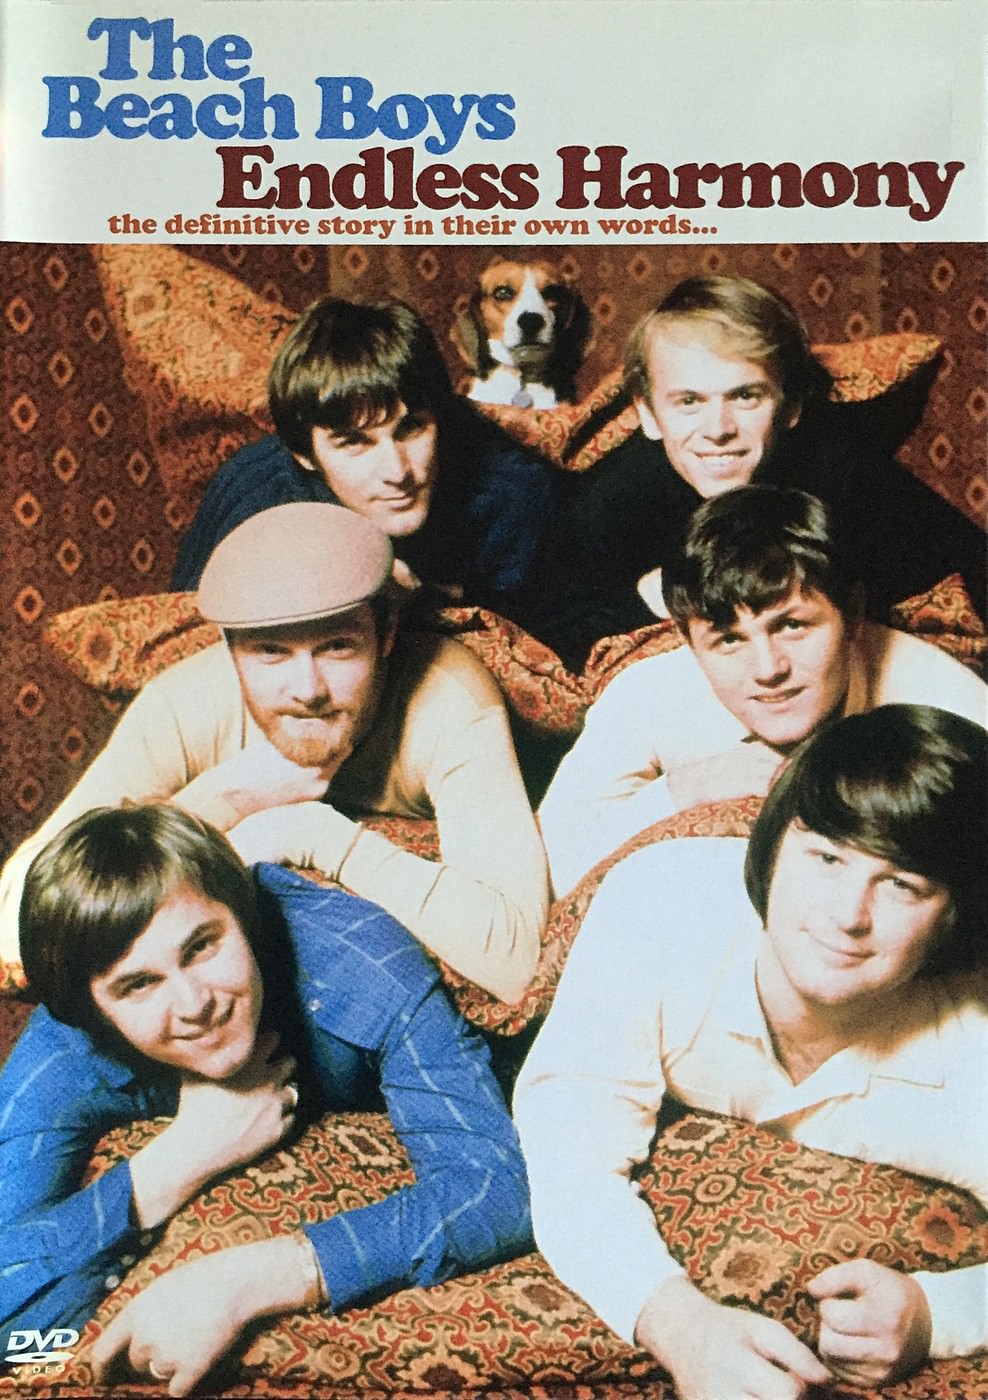 The
Beach Boys
Endless Harmony
the definitive story in their own words...
DVD
VIDEO